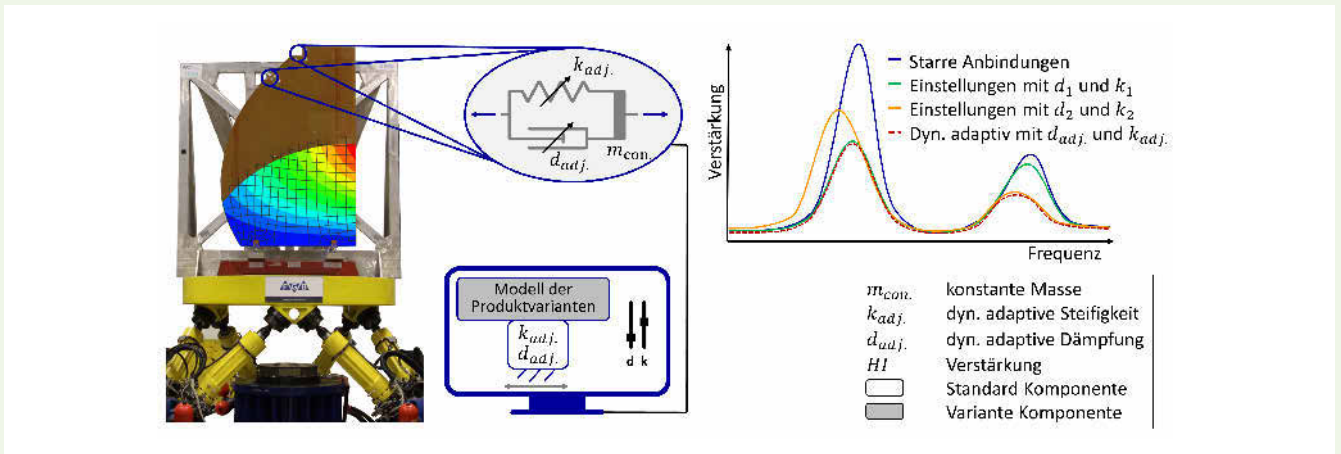 k_adj.
d_adj.
m_con.
Modell der
Produktvarianten
k_adj.
d_adj.
d k
Verstärkung
Frequenz
Starre Anbindungen
Einstellungen mit d_1 und k_1
Einstellungen mit d_2 und k_2
Dyn. adaptiv mit d_adj. und k_adj.
m_con. konstante Masse
k_adj. dyn. adaptive Steifigkeit
d_adj. dyn. adaptive Dämpfung
HI Verstärkung
Standard Komponente
Variante Komponente